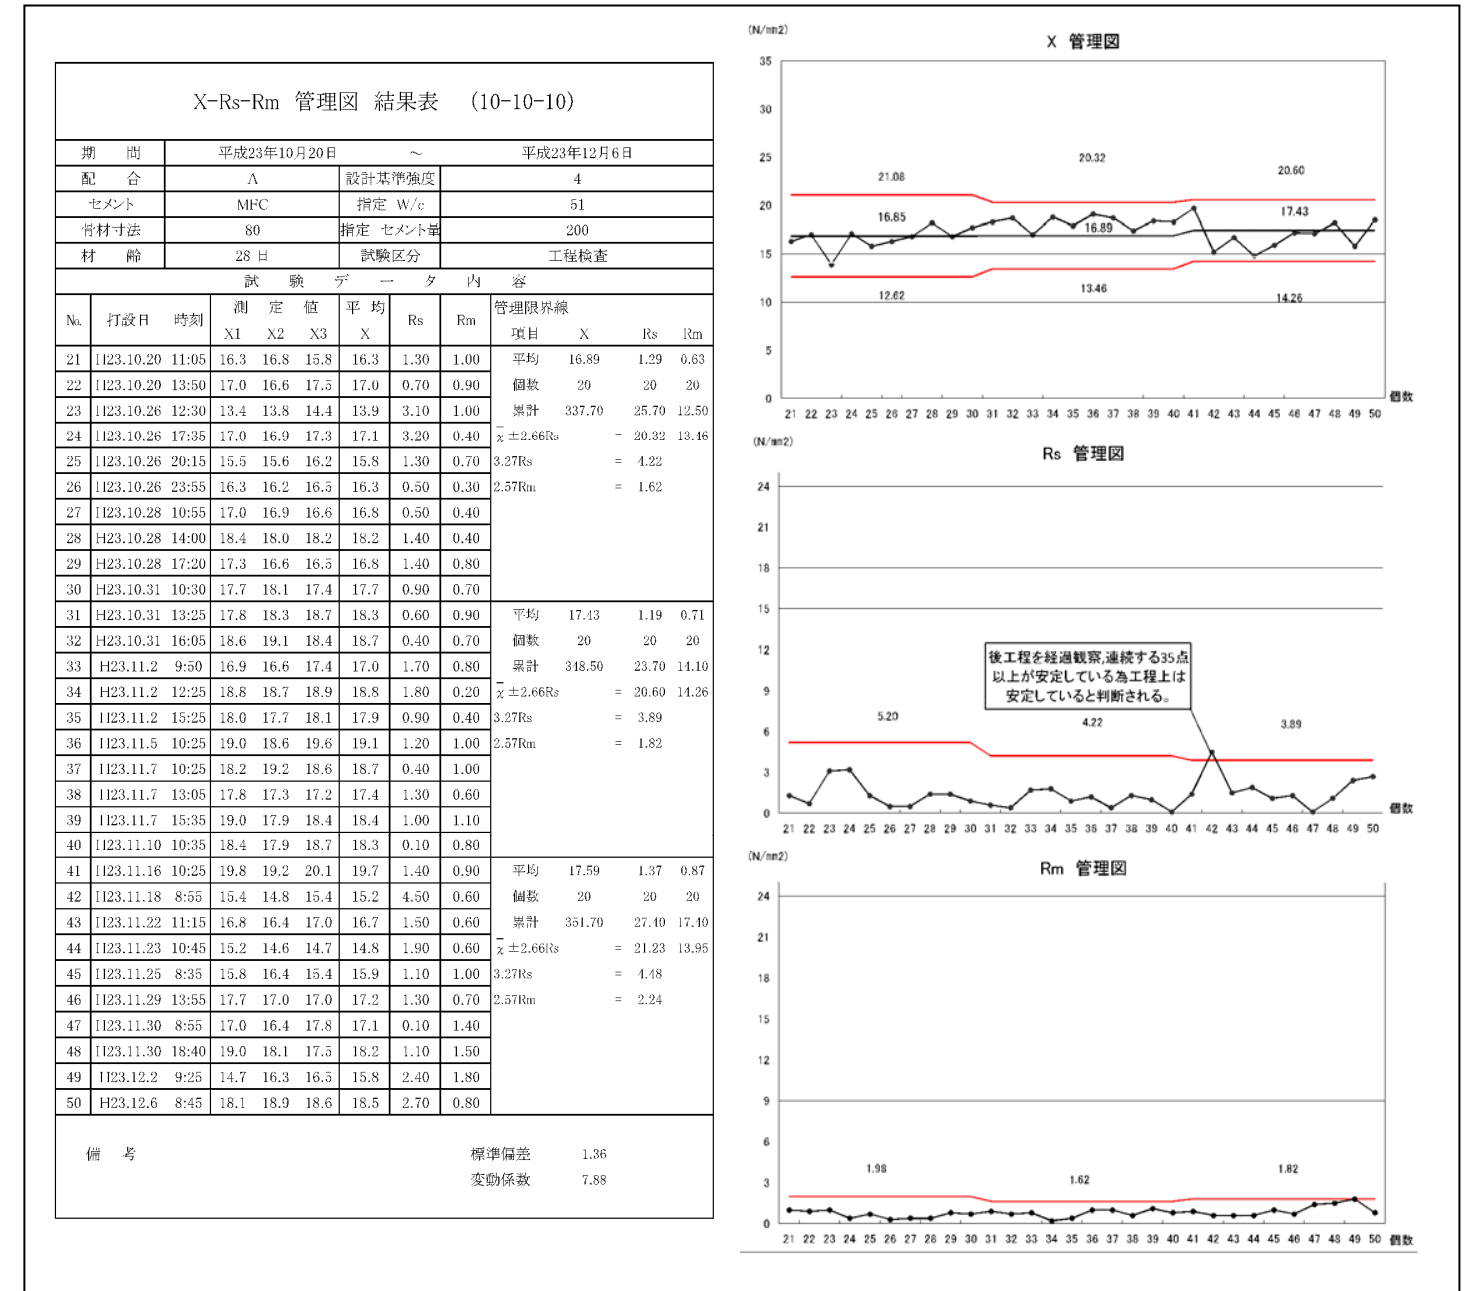 X-Rs-Rm 管理図 結果表 (10-10-10)
期 間 平成23年10月20日 ～ 平成23年12月6日
配 合 A 設計基準強度 4
セメント MFC 指定 W/c 51
骨材寸法 80 指定 セメント量 200
材 齢 28 日 試験区分 工程検査
試 験 デ ー タ 内 容
No. 打設日 時刻 測 定 値 平 均 Rs Rm 管理限界線
X1 X2 X3 X 項目 X Rs Rm
21 H23.10.20 11:05 16.3 16.8 15.8 16.3 1.30 1.00 平均 16.89 1.29 0.63
22 H23.10.20 13:50 17.0 16.6 17.5 17.0 0.70 0.90 個数 20 20 20
23 H23.10.26 12:30 13.4 13.8 14.4 13.9 3.10 1.00 累計 337.70 25.70 12.50
24 H23.10.26 17:35 17.0 16.9 17.3 17.1 3.20 0.40 x̄ ±2.66Rs = 20.32 13.46
25 H23.10.26 20:15 15.5 15.6 16.2 15.8 1.30 0.70 3.27Rs = 4.22
26 H23.10.26 23:55 16.3 16.2 16.5 16.3 0.50 0.30 2.57Rm = 1.62
27 H23.10.28 10:55 17.0 16.9 16.6 16.8 0.50 0.40
28 H23.10.28 14:00 18.4 18.0 18.2 18.2 1.40 0.40
29 H23.10.28 17:20 17.3 16.6 16.5 16.8 1.40 0.80
30 H23.10.31 10:30 17.7 18.1 17.4 17.7 0.90 0.70
31 H23.10.31 13:25 17.8 18.3 18.7 18.3 0.60 0.90 平均 17.43 1.19 0.71
32 H23.10.31 16:05 18.6 19.1 18.4 18.7 0.40 0.70 個数 20 20 20
33 H23.11.2 9:50 16.9 16.6 17.4 17.0 1.70 0.80 累計 348.50 23.70 14.10
34 H23.11.2 12:25 18.8 18.7 18.9 18.8 1.80 0.20 x̄ ±2.66Rs = 20.60 14.26
35 H23.11.2 15:25 18.0 17.7 18.1 17.9 0.90 0.40 3.27Rs = 3.89
36 H23.11.5 10:25 19.0 18.6 19.6 19.1 1.20 1.00 2.57Rm = 1.82
37 H23.11.7 10:25 18.2 19.2 18.6 18.7 0.40 1.00
38 H23.11.7 13:05 17.8 17.3 17.2 17.4 1.30 0.60
39 H23.11.7 15:35 19.0 17.9 18.4 18.4 1.00 1.10
40 H23.11.10 10:35 18.4 17.9 18.7 18.3 0.10 0.80
41 H23.11.16 10:25 19.8 19.2 20.1 19.7 1.40 0.90 平均 17.59 1.37 0.87
42 H23.11.18 8:55 15.4 14.8 15.4 15.2 4.50 0.60 個数 20 20 20
43 H23.11.22 11:15 16.8 16.4 17.0 16.7 1.50 0.60 累計 351.70 27.40 17.40
44 H23.11.23 10:45 15.2 14.6 14.7 14.8 1.90 0.60 x̄ ±2.66Rs = 21.23 13.95
45 H23.11.25 8:35 15.8 16.4 15.4 15.9 1.10 1.00 3.27Rs = 4.48
46 H23.11.29 13:55 17.7 17.0 17.0 17.2 1.30 0.70 2.57Rm = 2.24
47 H23.11.30 8:55 17.0 16.4 17.8 17.1 0.10 1.40
48 H23.11.30 18:40 19.0 18.1 17.5 18.2 1.10 1.50
49 H23.12.2 9:25 14.7 16.3 16.5 15.8 2.40 1.80
50 H23.12.6 8:45 18.1 18.9 18.6 18.5 2.70 0.80
備 考 標準偏差 1.36
変動係数 7.88
(N/mm2)
X 管理図
35
30
25
20
15
10
5
0
21.08
20.32
20.60
16.85
16.89
17.43
12.62
13.46
14.26
21 22 23 24 25 26 27 28 29 30 31 32 33 34 35 36 37 38 39 40 41 42 43 44 45 46 47 48 49 50 個数
(N/mm2)
Rs 管理図
24
21
18
15
12
9
6
3
0
後工程を経過観察,連続する35点
以上が安定している為工程上は
安定していると判断される。
5.20
4.22
3.89
21 22 23 24 25 26 27 28 29 30 31 32 33 34 35 36 37 38 39 40 41 42 43 44 45 46 47 48 49 50 個数
(N/mm2)
Rm 管理図
24
21
18
15
12
9
6
3
0
1.98
1.62
1.82
21 22 23 24 25 26 27 28 29 30 31 32 33 34 35 36 37 38 39 40 41 42 43 44 45 46 47 48 49 50 個数